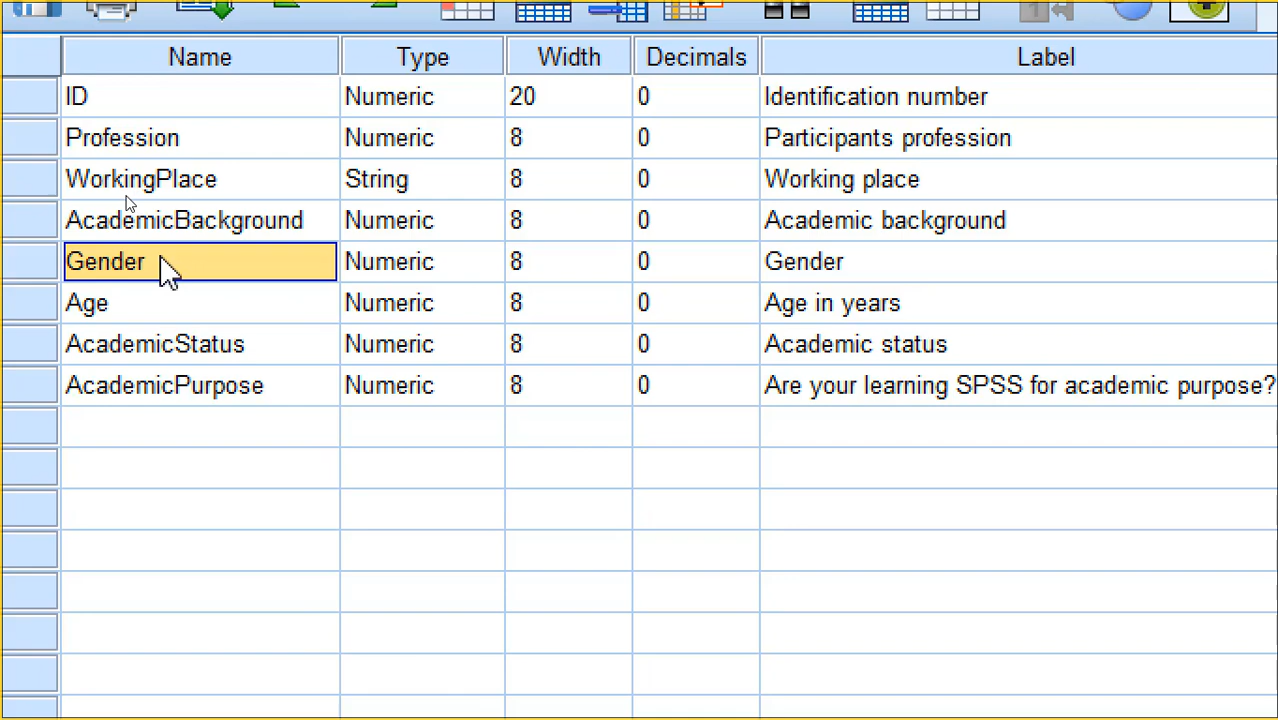 Name Type Width Decimals Label
ID Numeric 20 0 Identification number
Profession Numeric 8 0 Participants profession
WorkingPlace String 8 0 Working place
AcademicBackground Numeric 8 0 Academic background
Gender Numeric 8 0 Gender
Age Numeric 8 0 Age in years
AcademicStatus Numeric 8 0 Academic status
AcademicPurpose Numeric 8 0 Are your learning SPSS for academic purpose?